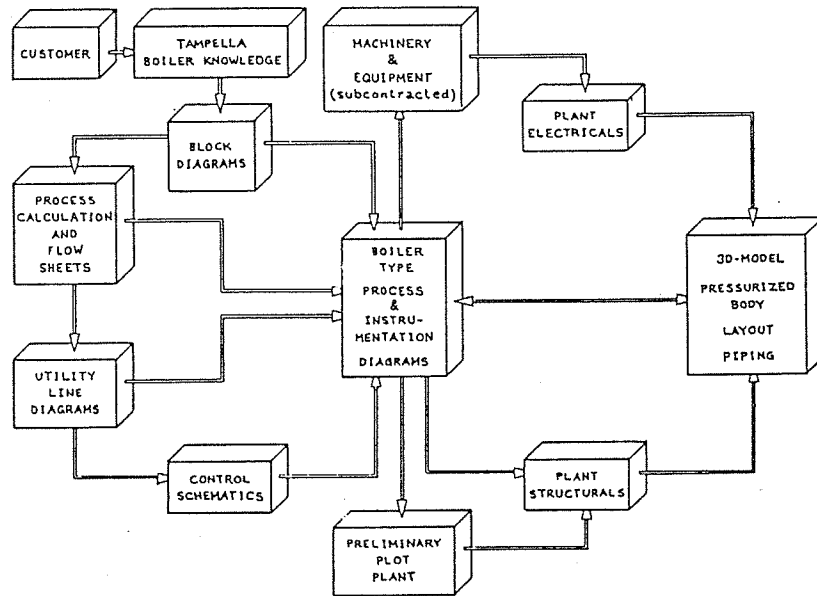 CUSTOMER
TAMPELLA
BOILER KNOWLEDGE
MACHINERY
&
EQUIPMENT
(subcontracted)
PLANT
ELECTRICALS
BLOCK
DIAGRAMS
PROCESS
CALCULATION
AND
FLOW
SHEETS
BOILER
TYPE
PROCESS
&
INSTRU-
MENTATION
DIAGRAMS
3D-MODEL
PRESSURIZED
BODY
LAYOUT
PIPING
UTILITY
LINE
DIAGRAMS
CONTROL
SCHEMATICS
PLANT
STRUCTURALS
PRELIMINARY
PLOT
PLANT